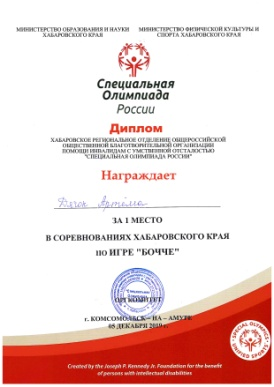 МИНИСТЕРСТВО ОБРАЗОВАНИЯ И НАУКИ ХАБАРОВСКОГО КРАЯ
МИНИСТЕРСТВО ФИЗИЧЕСКОЙ КУЛЬТУРЫ И СПОРТА ХАБАРОВСКОГО КРАЯ
Специальная
Олимпиада
России
Диплом
ХАБАРОВСКОЕ РЕГИОНАЛЬНОЕ ОТДЕЛЕНИЕ ОБЩЕРОССИЙСКОЙ
ОБЩЕСТВЕННОЙ БЛАГОТВОРИТЕЛЬНОЙ ОРГАНИЗАЦИИ
ПОМОЩИ ИНВАЛИДАМ С УМСТВЕННОЙ ОТСТАЛОСТЬЮ
"СПЕЦИАЛЬНАЯ ОЛИМПИАДА РОССИИ"
Награждает
Артёма
ЗА 1 МЕСТО
В СОРЕВНОВАНИЯХ ХАБАРОВСКОГО КРАЯ
ПО ИГРЕ "БОЧЧЕ"
ОРГКОМИТЕТ
г. КОМСОМОЛЬСК – НА – АМУРЕ
05 ДЕКАБРЯ 2019 г.
SPECIAL OLYMPICS
UNIFIED SPORTS
Created by the Joseph P. Kennedy Jr. Foundation for the benefit
of persons with intellectual disabilities